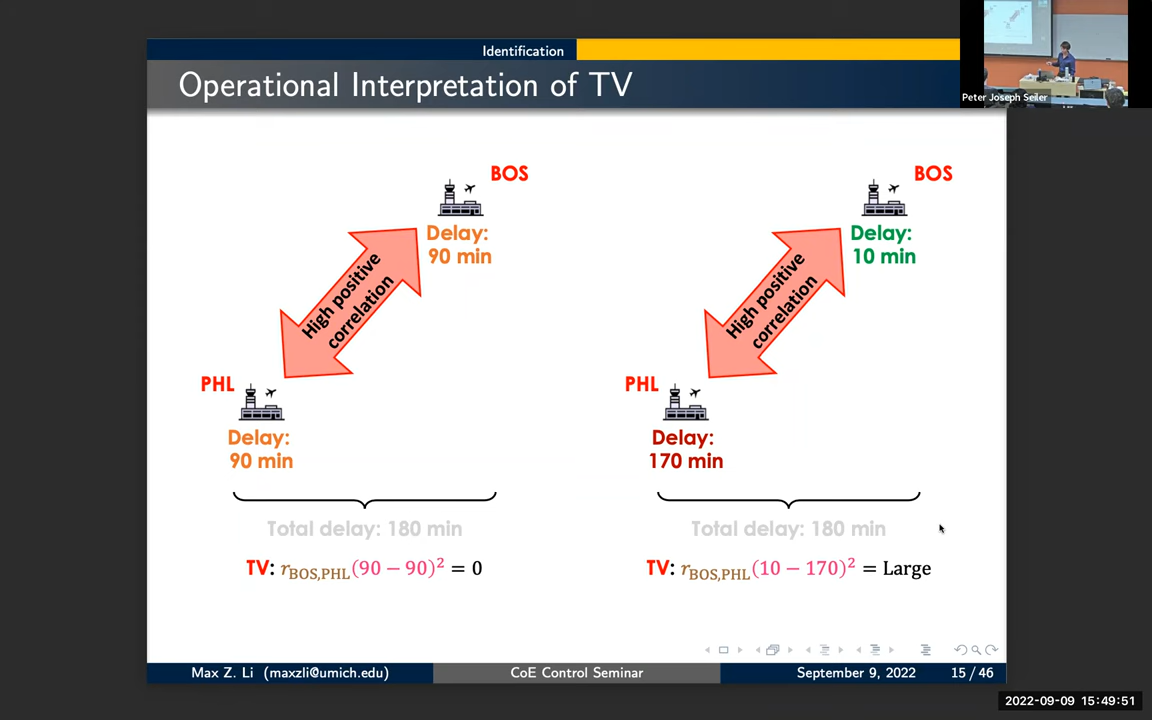 Identification
Operational Interpretation of TV
Peter Joseph Seiler
BOS
Delay:
90 min
High positive
correlation
PHL
Delay:
90 min
Total delay: 180 min
TV: r_BOS,PHL(90 − 90)² = 0
BOS
Delay:
10 min
High positive
correlation
PHL
Delay:
170 min
Total delay: 180 min
TV: r_BOS,PHL(10 − 170)² = Large
Max Z. Li (maxzli@umich.edu)
CoE Control Seminar
September 9, 2022
15 / 46
2022-09-09 15:49:51